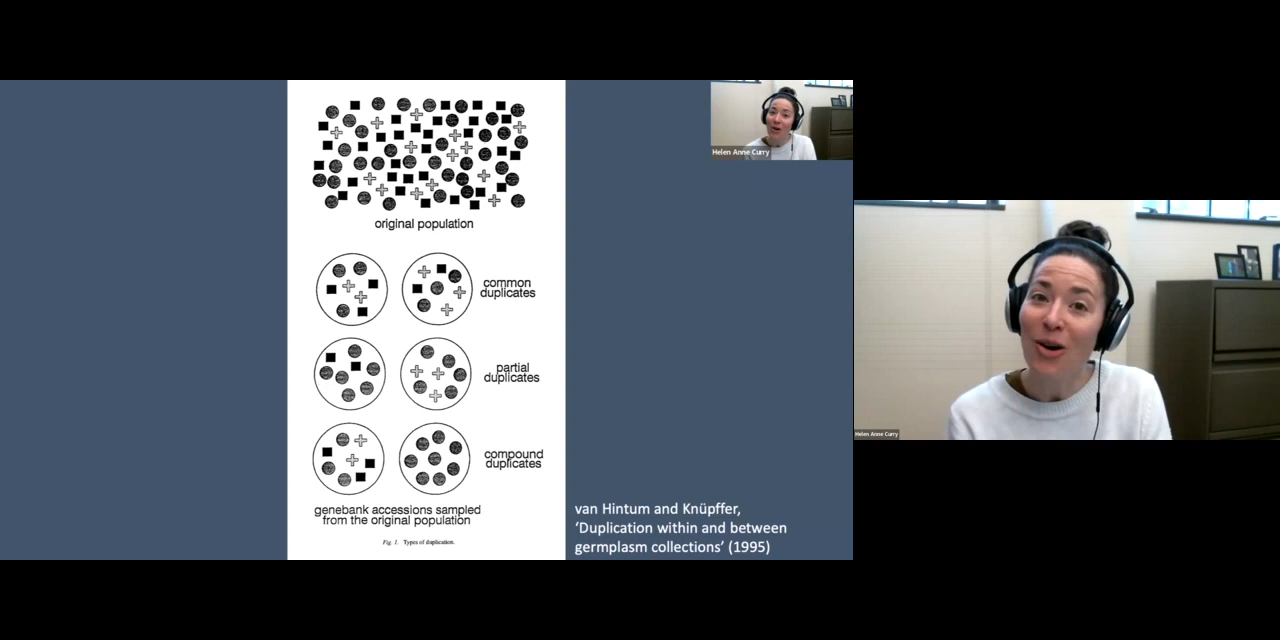 Helen Anne Curry
original population
common
duplicates
partial
duplicates
compound
duplicates
genebank accessions sampled
from the original population
Fig. 1. Types of duplication.
van Hintum and Knüpffer,
‘Duplication within and between
germplasm collections’ (1995)
Helen Anne Curry